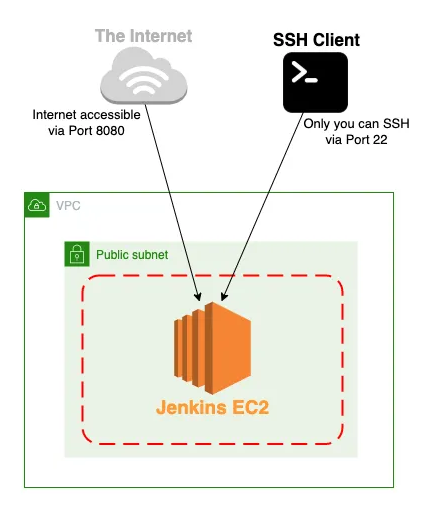 The Internet
SSH Client
Internet accessible
via Port 8080
Only you can SSH
via Port 22
VPC
Public subnet
Jenkins EC2